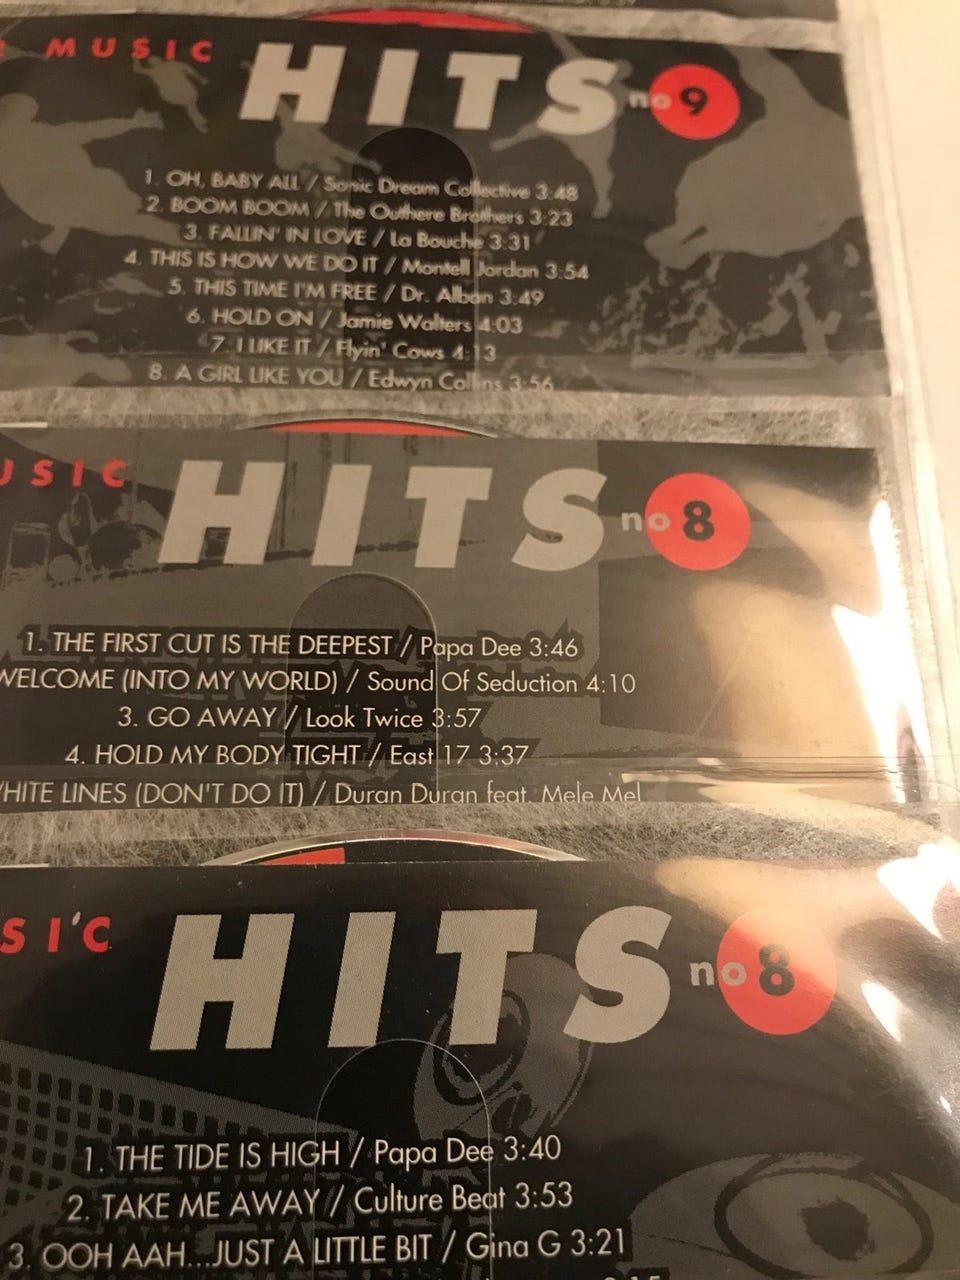 MUSIC HITS no 9
1. OH, BABY ALL / Sonic Dream Collective 3:48
2. BOOM BOOM / The Outhere Brothers 3:23
3. FALLIN' IN LOVE / La Bouche 3:31
4. THIS IS HOW WE DO IT / Montell Jordan 3:54
5. THIS TIME I'M FREE / Dr. Alban 3:49
6. HOLD ON / Jamie Walters 4:03
7. I LIKE IT / Flyin' Cows 4:13
8. A GIRL LIKE YOU / Edwyn Collins 3:56
USIC HITS no 8
1. THE FIRST CUT IS THE DEEPEST / Papa Dee 3:46
WELCOME (INTO MY WORLD) / Sound Of Seduction 4:10
3. GO AWAY / Look Twice 3:57
4. HOLD MY BODY TIGHT / East 17 3:37
HITE LINES (DON'T DO IT) / Duran Duran feat. Mele Mel
SIC HITS no 8
1. THE TIDE IS HIGH / Papa Dee 3:40
2. TAKE ME AWAY / Culture Beat 3:53
3. OOH AAH...JUST A LITTLE BIT / Gina G 3:21